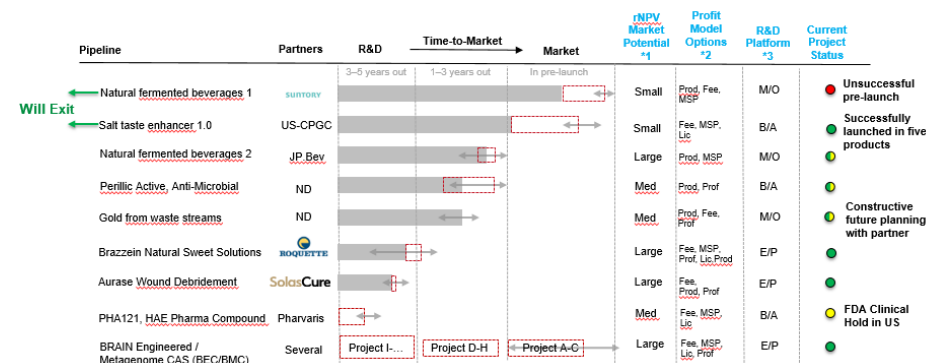 rNPV Market Potential *1
Profit Model Options *2
R&D Platform *3
Current Project Status
Pipeline
Partners
R&D
Time-to-Market
Market
3–5 years out
1–3 years out
In pre-launch
Will Exit
Natural fermented beverages 1
SUNTORY
Small
Prod, Fee, MSP
M/O
Unsuccessful pre-launch
Salt taste enhancer 1.0
US-CPGC
Small
Fee, MSP, Lic
B/A
Successfully launched in five products
Natural fermented beverages 2
JP.Bev
Large
Prod, MSP
M/O
Perillic Active, Anti-Microbial
ND
Med
Prod, Prof
B/A
Gold from waste streams
ND
Med
Prod, Fee, Prof
M/O
Constructive future planning with partner
Brazzein Natural Sweet Solutions
ROQUETTE
Large
Fee, MSP, Prof, Lic,Prod
E/P
Aurase Wound Debridement
SolasCure
Large
Fee, Prod, Prof
E/P
PHA121, HAE Pharma Compound
Pharvaris
Med
Fee, MSP, Lic
B/A
FDA Clinical Hold in US
BRAIN Engineered / Metagenome CAS (BEC/BMC)
Several
Project I-...
Project D-H
Project A-C
Large
Fee, MSP, Lic, Prof
E/P